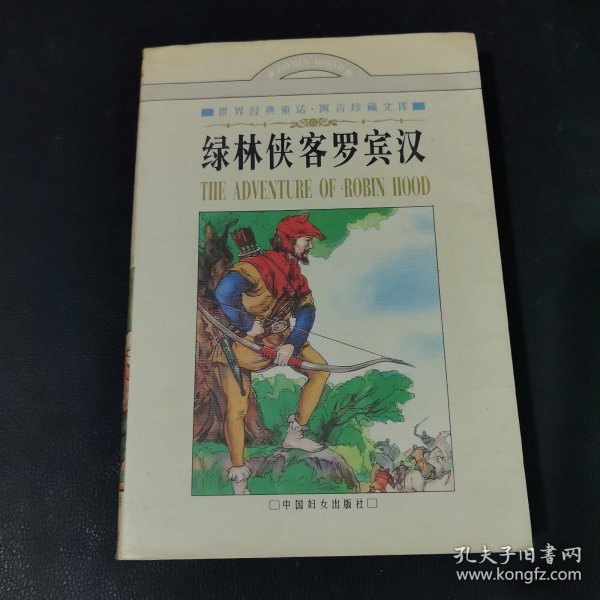 ROBIN HOOD
世界经典童话·寓言珍藏文库
绿林侠客罗宾汉
THE ADVENTURE OF ·ROBIN HOOD
□中国妇女出版社□
孔夫子旧书网
www.kongfz.com